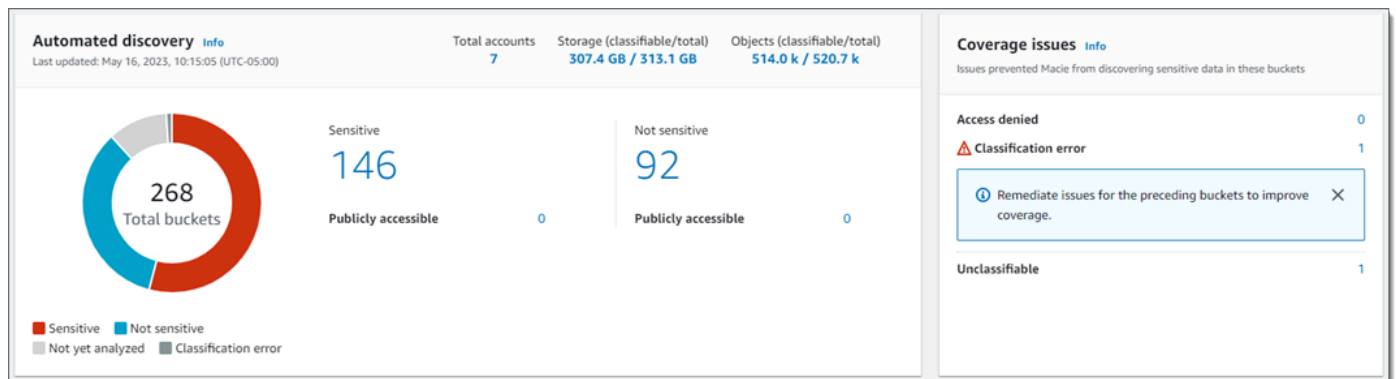 Automated discovery Info
Last updated: May 16, 2023, 10:15:05 (UTC-05:00)
Total accounts
7
Storage (classifiable/total)
307.4 GB / 313.1 GB
Objects (classifiable/total)
514.0 k / 520.7 k
268
Total buckets
Sensitive
146
Publicly accessible 0
Not sensitive
92
Publicly accessible 0
Sensitive Not sensitive
Not yet analyzed Classification error
Coverage issues Info
Issues prevented Macie from discovering sensitive data in these buckets
Access denied 0
Classification error 1
Remediate issues for the preceding buckets to improve
coverage.
Unclassifiable 1